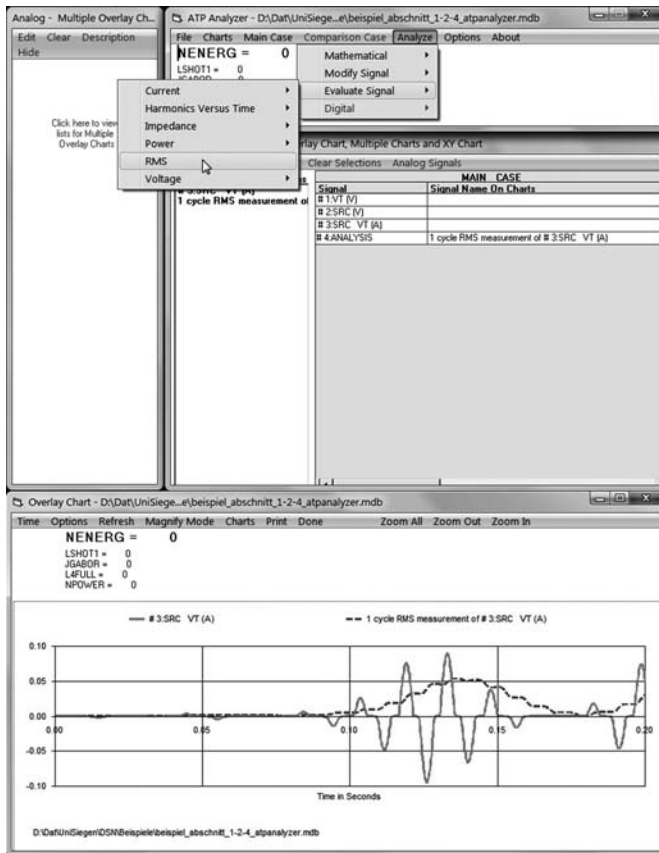 Analog - Multiple Overlay Ch...
Edit Clear Description
Hide
Click here to view
lists for Multiple
Overlay Charts
ATP Analyzer - D:\Dat\UniSiege...e\beispiel_abschnitt_1-2-4_atpanalyzer.mdb
File Charts Main Case Comparison Case Analyze Options About
NENERG = 0
LSHOT1 = 0
Mathematical
Modify Signal
Evaluate Signal
Digital
Current
Harmonics Versus Time
Impedance
Power
RMS
Voltage
rlay Chart, Multiple Charts and XY Chart
Clear Selections Analog Signals
# 3:SRC VT (A)
1 cycle RMS measurement of
MAIN CASE
Signal Signal Name On Charts
# 1:VT (V)
# 2:SRC (V)
# 3:SRC VT (A)
# 4:ANALYSIS 1 cycle RMS measurement of # 3:SRC VT (A)
Overlay Chart - D:\Dat\UniSiege...e\beispiel_abschnitt_1-2-4_atpanalyzer.mdb
Time Options Refresh Magnify Mode Charts Print Done Zoom All Zoom Out Zoom In
NENERG = 0
LSHOT1 = 0
JGABOR = 0
L4FULL = 0
NPOWER = 0
# 3:SRC VT (A) 1 cycle RMS measurement of # 3:SRC VT (A)
0.10
0.05
0.00
0.00 0.05 0.10 0.15 0.20
-0.05
-0.10
Time in Seconds
D:\Dat\UniSiegen\DSN\Beispiele\beispiel_abschnitt_1-2-4_atpanalyzer.mdb